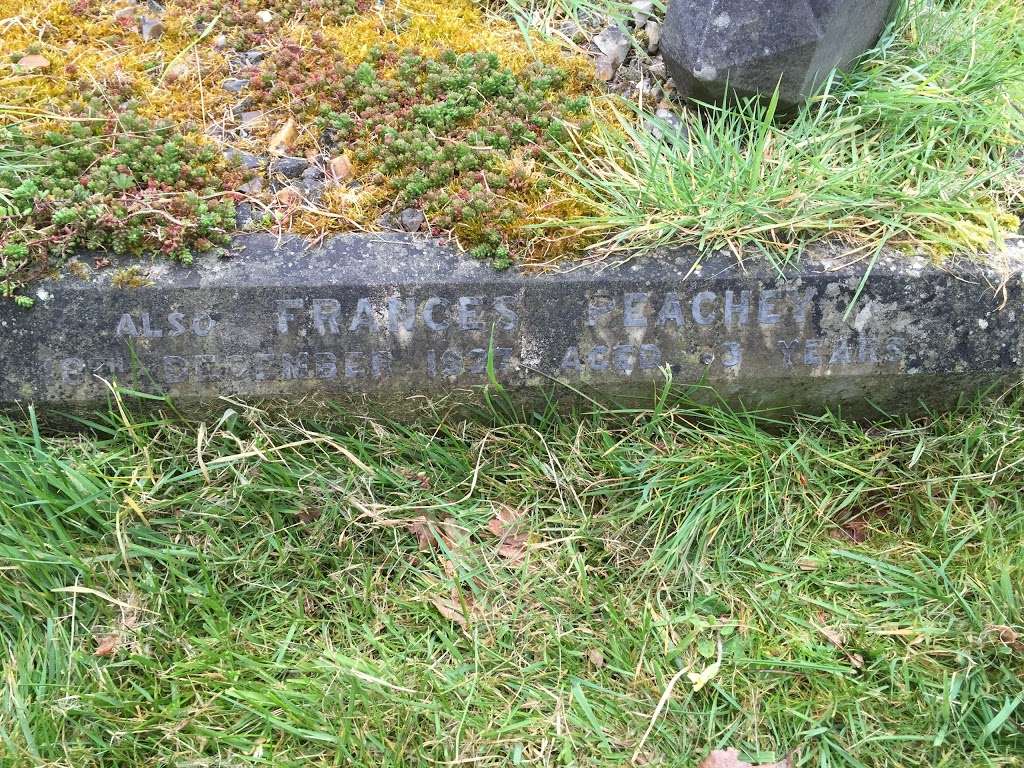 ALSO FRANCES PEACHEY
DECEMBER AGED YEARS